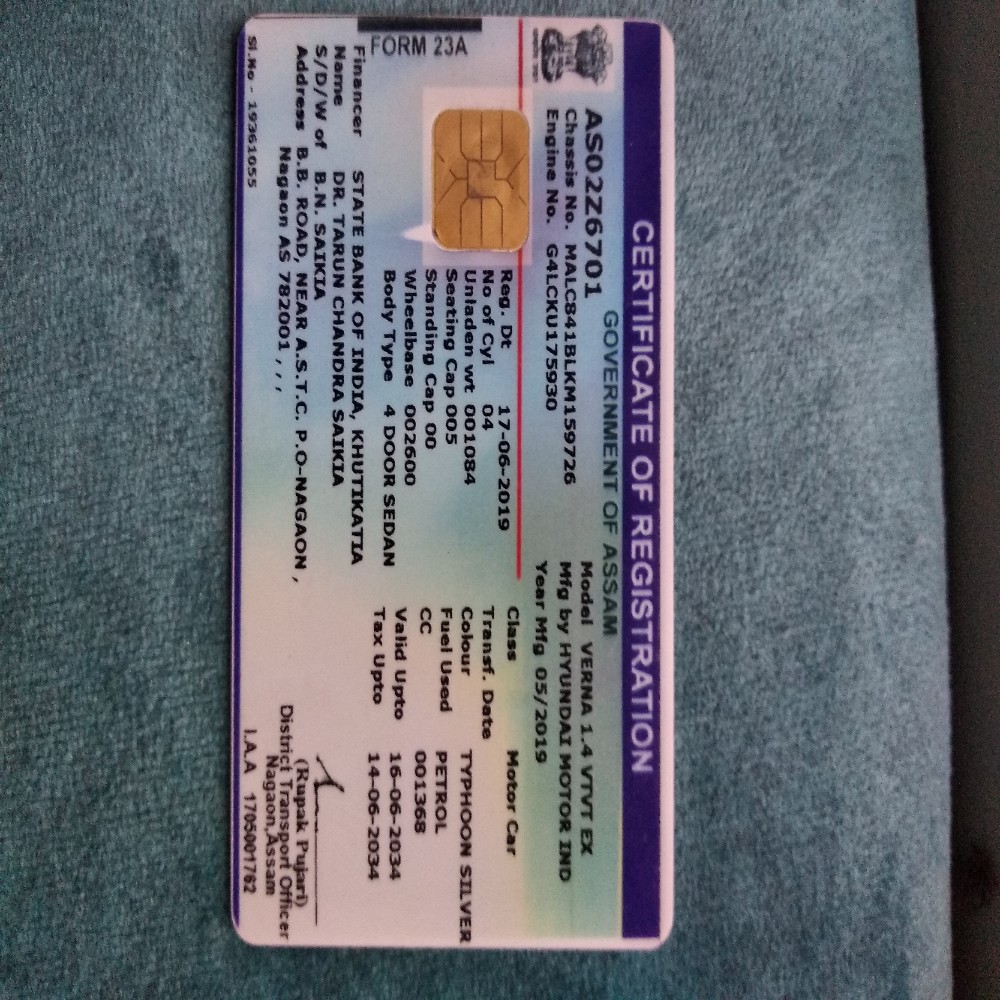 CERTIFICATE OF REGISTRATION
GOVERNMENT OF ASSAM
AS02Z6701
Chassis No. MALC841BLKM159726
Engine No. G4LCKU175930
Model VERNA 1.4 VTVT EX
Mfg by HYUNDAI MOTOR IND
Year Mfg 05/2019
FORM 23A
Reg. Dt 17-06-2019
No of Cyl 04
Unladen wt 001084
Seating Cap 005
Standing Cap 00
Wheelbase 002600
Body Type 4 DOOR SEDAN
Class Motor Car
Transf. Date
Colour TYPHOON SILVER
Fuel Used PETROL
CC 001368
Valid Upto 16-06-2034
Tax Upto 14-06-2034
Financer STATE BANK OF INDIA, KHUTIKATIA
Name DR. TARUN CHANDRA SAIKIA
S/D/W of B.N. SAIKIA
Address B.B. ROAD, NEAR A.S.T.C. P.O-NAGAON ,
Nagaon AS 782001 , , ,
(Rupak Pujari)
District Transport Officer
Nagaon,Assam
Sl.No - 19361055
I.A.A 1705001762